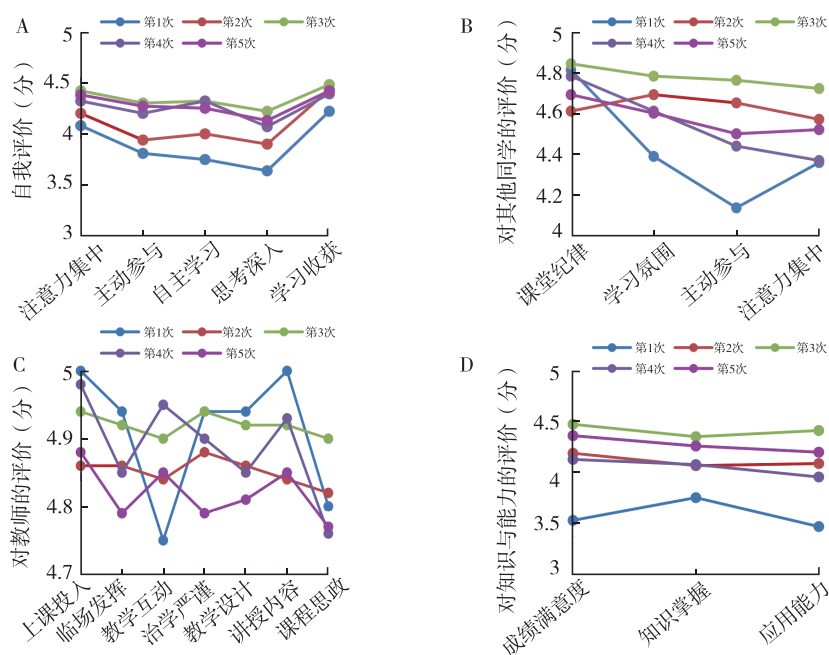 A
第1次 第2次 第3次
第4次 第5次
自我评价（分）
5
4.5
4
3.5
3
注意力集中 主动参与 自主学习 思考深入 学习收获
B
第1次 第2次 第3次
第4次 第5次
对其他同学的评价（分）
5
4.8
4.6
4.4
4.2
4
课堂纪律 学习氛围 主动参与 注意力集中
C
第1次 第2次 第3次
第4次 第5次
对教师的评价（分）
5
4.9
4.8
4.7
上课投入 临场发挥 教学互动 治学严谨 教学设计 讲授内容 课程思政
D
第1次 第2次 第3次
第4次 第5次
对知识与能力的评价（分）
5
4.5
4
3.5
3
成绩满意度 知识掌握 应用能力